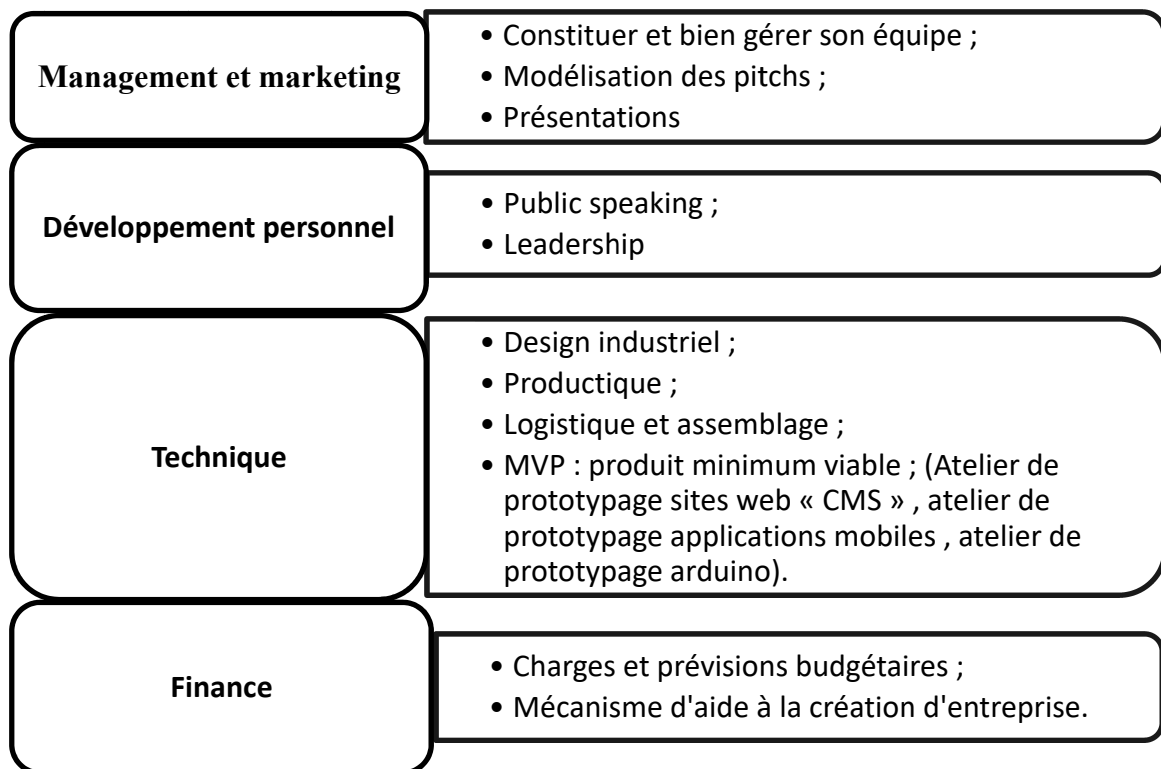 Management et marketing
• Constituer et bien gérer son équipe ;
• Modélisation des pitchs ;
• Présentations
Développement personnel
• Public speaking ;
• Leadership
Technique
• Design industriel ;
• Productique ;
• Logistique et assemblage ;
• MVP : produit minimum viable ; (Atelier de
prototypage sites web « CMS » , atelier de
prototypage applications mobiles , atelier de
prototypage arduino).
Finance
• Charges et prévisions budgétaires ;
• Mécanisme d'aide à la création d'entreprise.